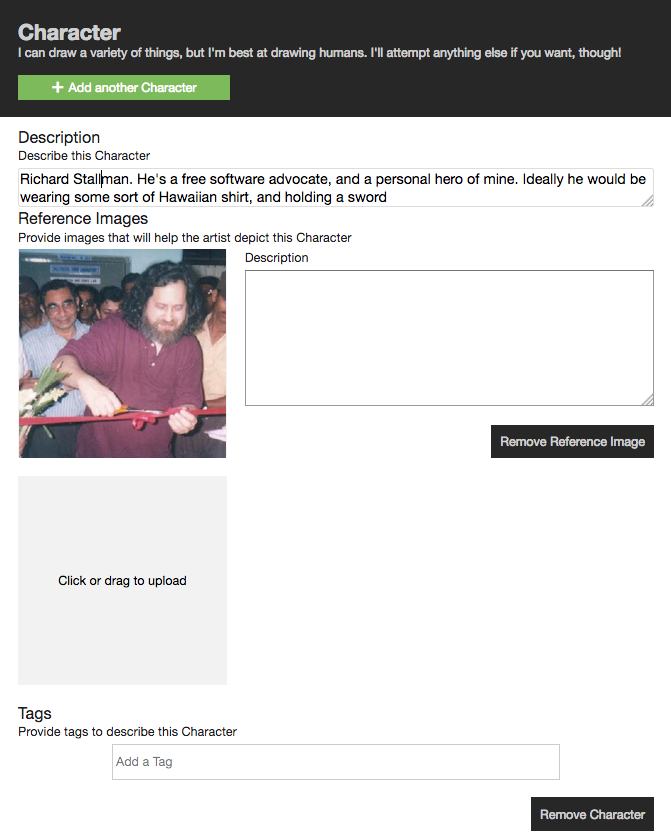 Character
I can draw a variety of things, but I'm best at drawing humans. I'll attempt anything else if you want, though!
+ Add another Character
Description
Describe this Character
Richard Stallman. He's a free software advocate, and a personal hero of mine. Ideally he would be
wearing some sort of Hawaiian shirt, and holding a sword
Reference Images
Provide images that will help the artist depict this Character
Description
Remove Reference Image
Click or drag to upload
Tags
Provide tags to describe this Character
Add a Tag
Remove Character